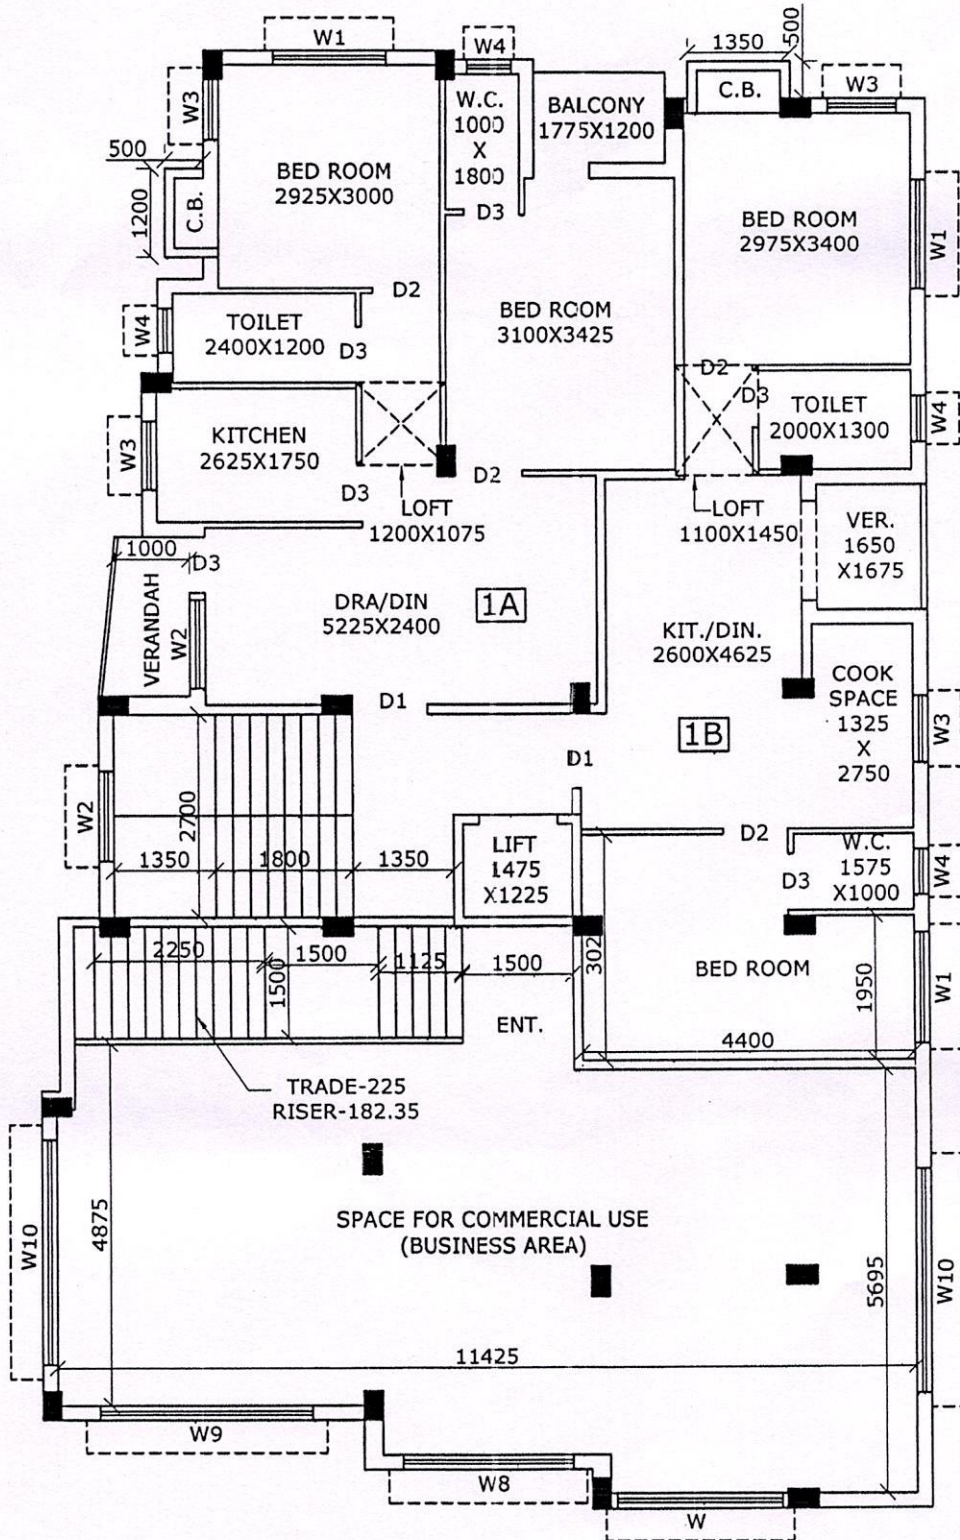 W1
W4
1350
500
W3
W3
W.C.
1000
X
1800
BALCONY
1775X1200
C.B.
500
BED ROOM
2925X3000
1200
C.B.
D3
BED ROOM
2975X3400
W1
D2
BED ROOM
3100X3425
W4
TOILET
2400X1200
D3
D2
D3
TOILET
2000X1300
W4
W3
KITCHEN
2625X1750
D3
D2
LOFT
1200X1075
LOFT
1100X1450
VER.
1650
X1675
1000
D3
VERANDAH
W2
DRA/DIN
5225X2400
1A
KIT./DIN.
2600X4625
COOK
SPACE
1325
X
2750
W3
D1
1B
D1
W2
2700
1350
1800
1350
LIFT
1475
X1225
D2
W.C.
1575
X1000
D3
W4
2250
1500
1500
1125
1500
302
BED ROOM
1950
W1
ENT.
4400
TRADE-225
RISER-182.35
W10
4875
SPACE FOR COMMERCIAL USE
(BUSINESS AREA)
5695
W10
11425
W9
W8
W